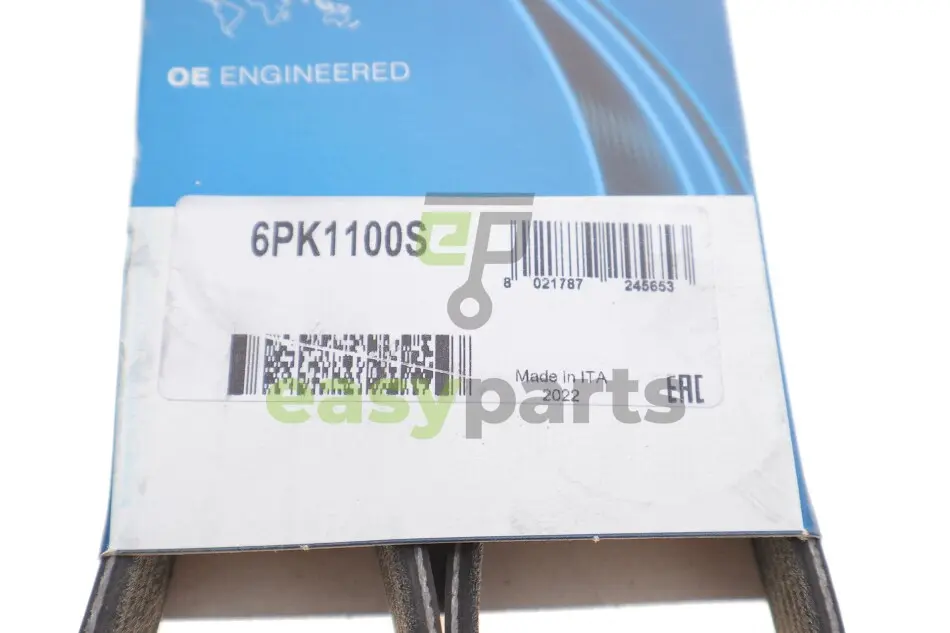 OE ENGINEERED
6PK1100S
8 021787 245653
Made in ITA
2022
EAC
easyparts